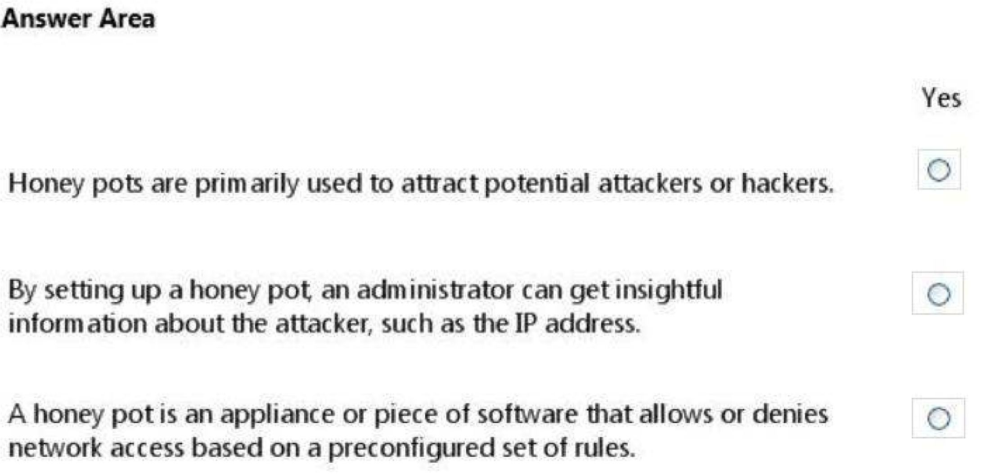 Answer Area
Yes
Honey pots are primarily used to attract potential attackers or hackers.
By setting up a honey pot, an administrator can get insightful
information about the attacker, such as the IP address.
A honey pot is an appliance or piece of software that allows or denies
network access based on a preconfigured set of rules.